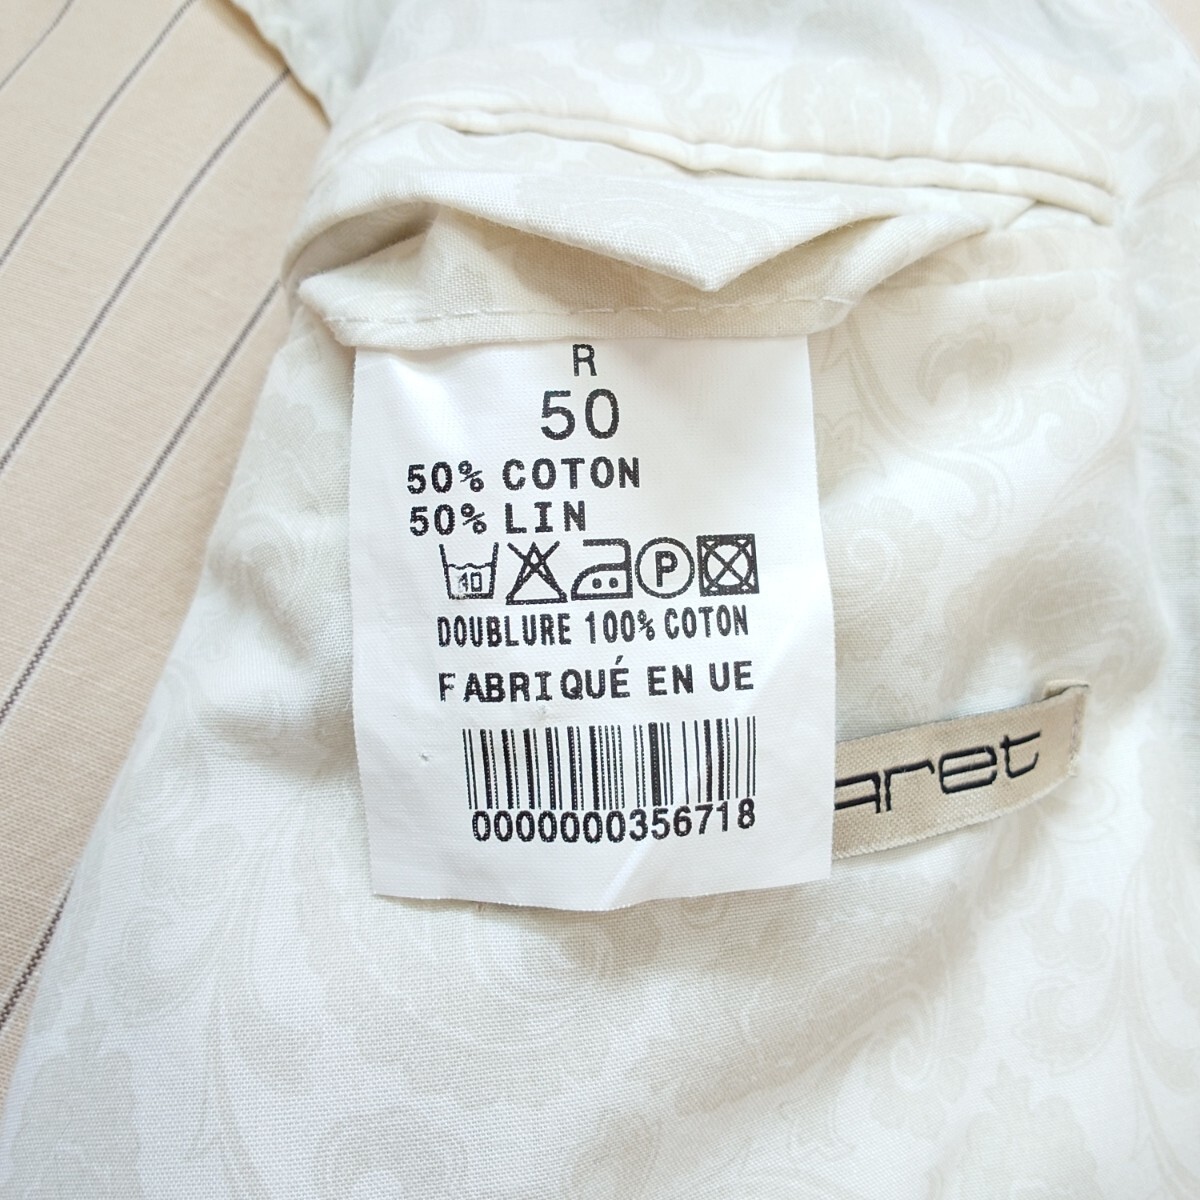 R
50
50% COTON
50% LIN
40
P
DOUBLURE 100% COTON
FABRIQUÉ EN UE
0000000356718
aret